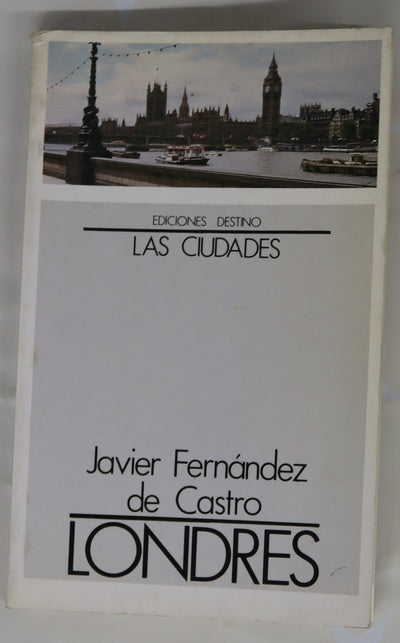 EDICIONES DESTINO
LAS CIUDADES
Javier Fernández
de Castro
LONDRES